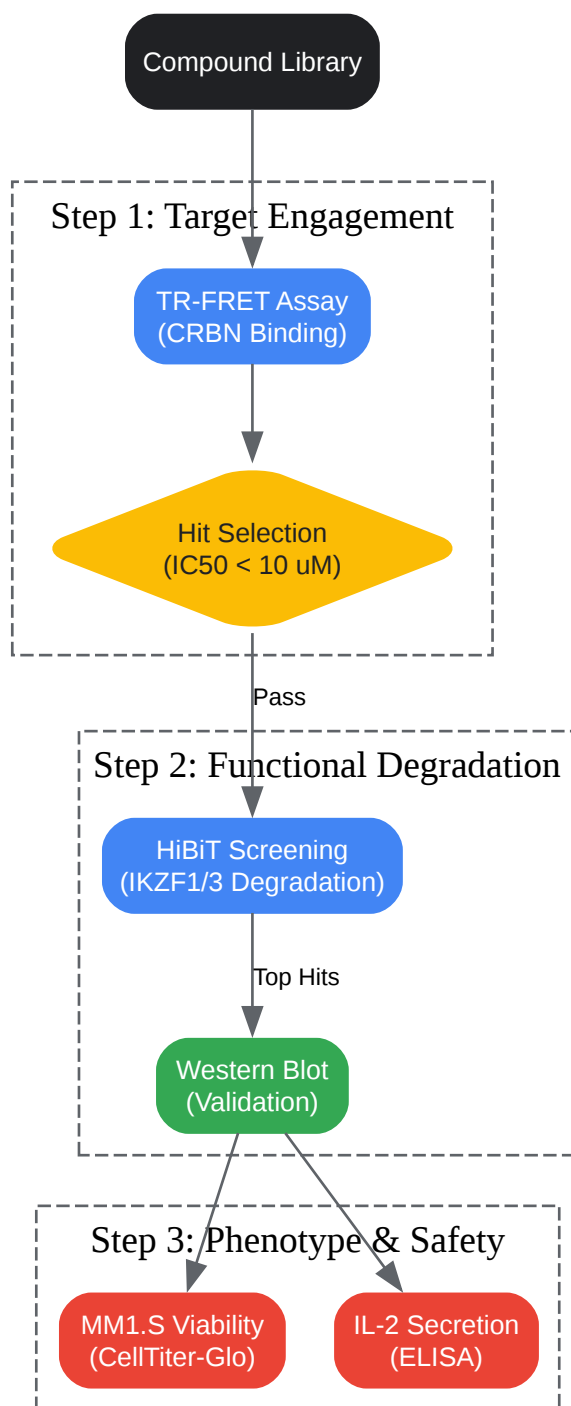 Compound Library
Step 1: Target Engagement
TR-FRET Assay
(CRBN Binding)
Hit Selection
(IC50 < 10 uM)
Pass
Step 2: Functional Degradation
HiBiT Screening
(IKZF1/3 Degradation)
Top Hits
Western Blot
(Validation)
Step 3: Phenotype & Safety
MM1.S Viability
(CellTiter-Glo)
IL-2 Secretion
(ELISA)